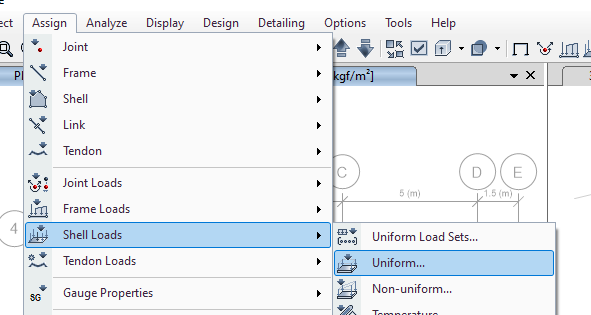 Assign Analyze Display Design Detailing Options Tools Help
Joint
Frame
Shell
Link
Tendon
Joint Loads
Frame Loads
Shell Loads
Tendon Loads
SG Gauge Properties
kgf/m²]
C D E
5 (m) 1.5 (m)
4
Uniform Load Sets...
Uniform...
Non-uniform...
Temperature